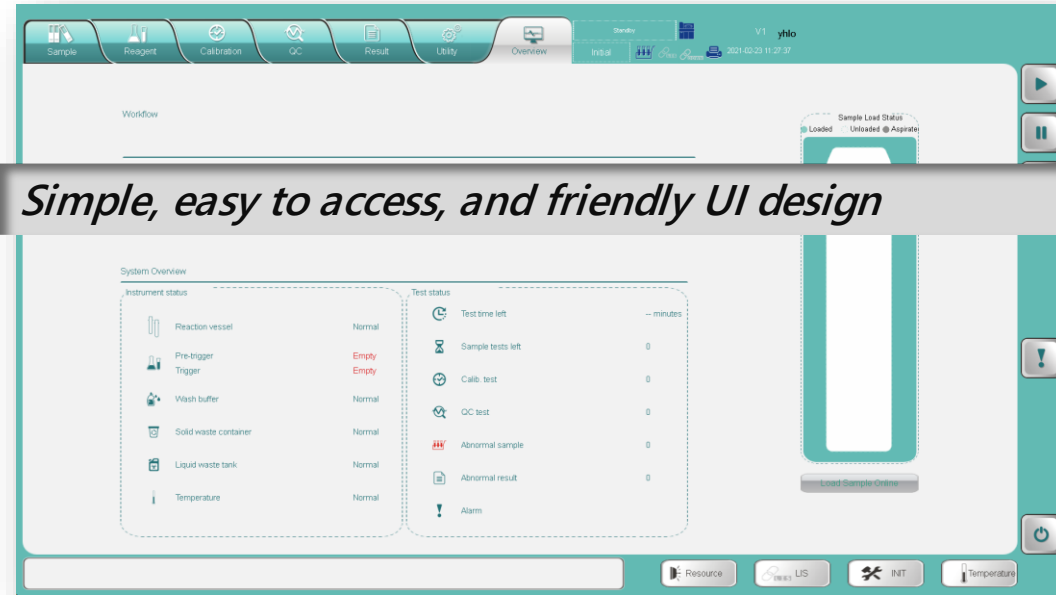 Sample Reagent Calibration QC Result Utility Overview
Standby
Initial
V1 yhlo
2021-02-23 11:27:37
Workflow
Sample Load Status
Loaded Unloaded Aspirate
Simple, easy to access, and friendly UI design
System Overview
Instrument status
Reaction vessel Normal
Pre-trigger Empty
Trigger Empty
Wash buffer Normal
Solid waste container Normal
Liquid waste tank Normal
Temperature Normal
Test status
Test time left -- minutes
Sample tests left 0
Calib. test 0
QC test 0
Abnormal sample 0
Abnormal result 0
Alarm
Load Sample Online
Resource LIS INIT Temperature